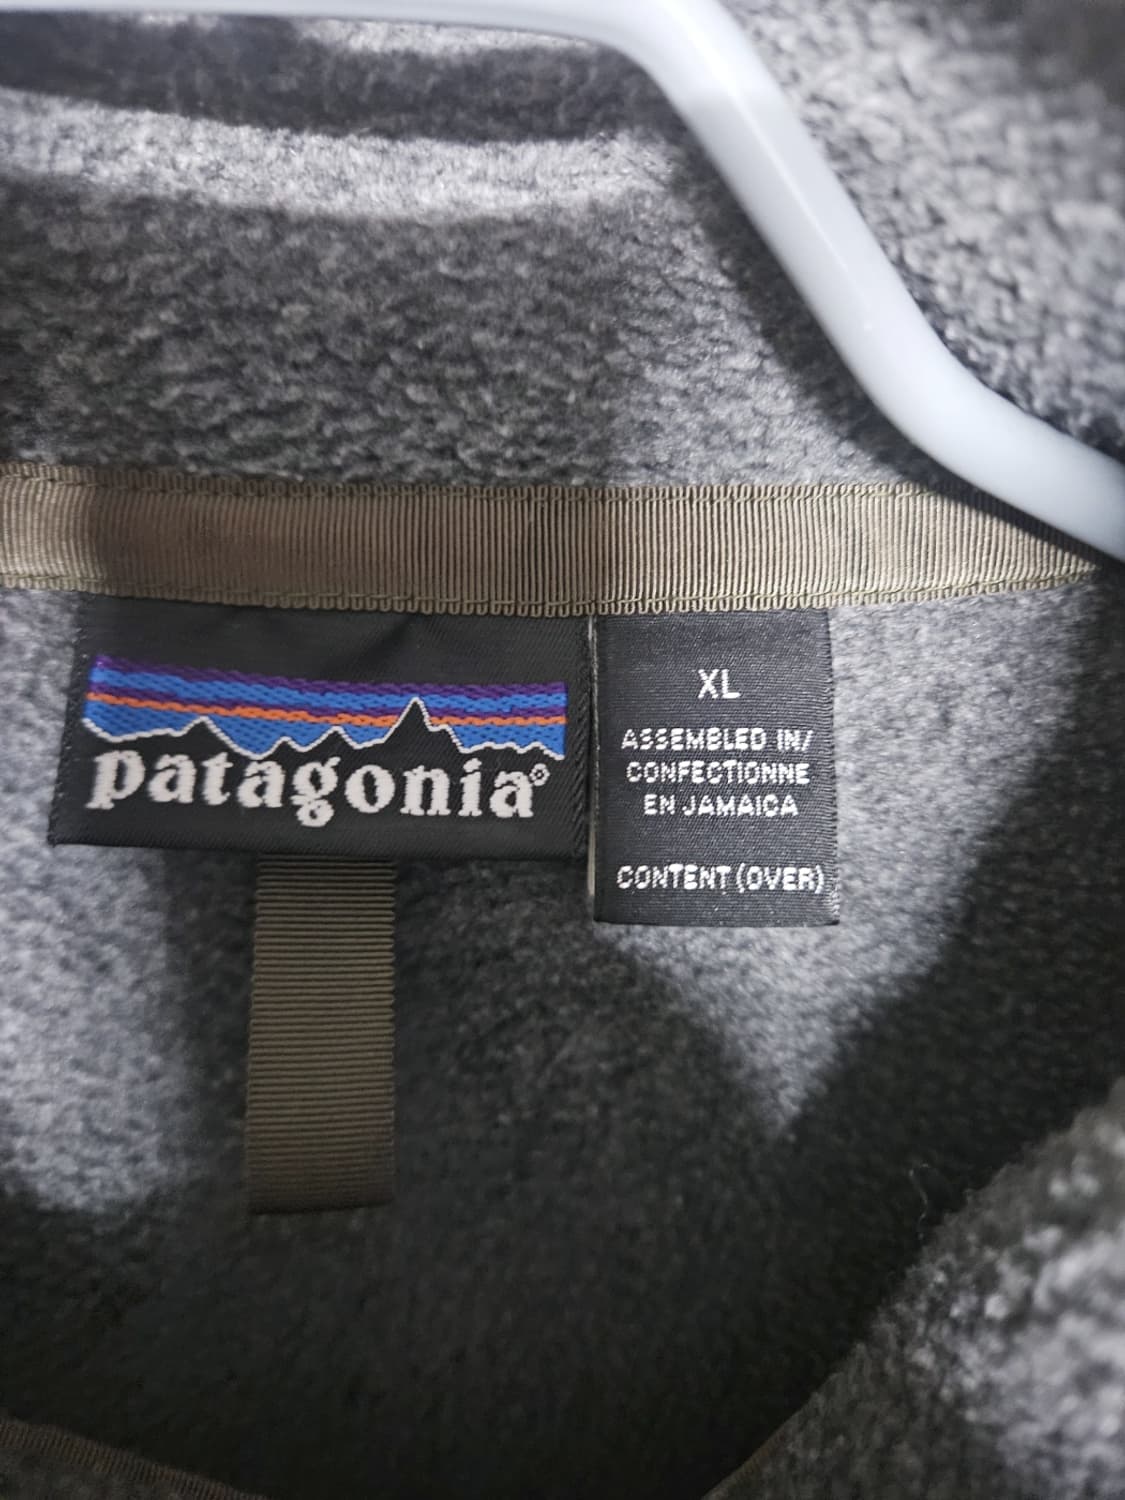 patagonia®
XL
ASSEMBLED IN/
CONFECTIONNE
EN JAMAICA
CONTENT (OVER)